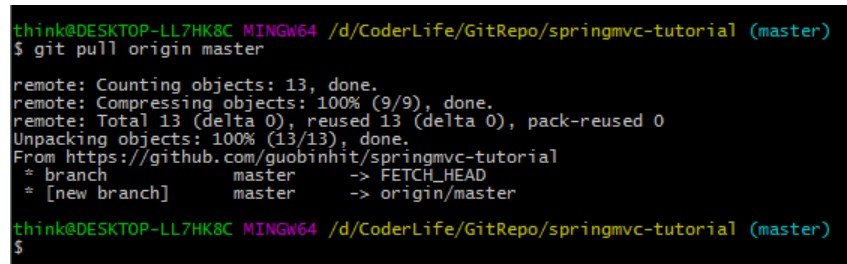 think@DESKTOP-LL7HK8C MINGW64 /d/CoderLife/GitRepo/springmvc-tutorial (master)
$ git pull origin master
remote: Counting objects: 13, done.
remote: Compressing objects: 100% (9/9), done.
remote: Total 13 (delta 0), reused 13 (delta 0), pack-reused 0
Unpacking objects: 100% (13/13), done.
From https://github.com/guobinhit/springmvc-tutorial
 * branch            master     -> FETCH_HEAD
 * [new branch]      master     -> origin/master
think@DESKTOP-LL7HK8C MINGW64 /d/CoderLife/GitRepo/springmvc-tutorial (master)
$